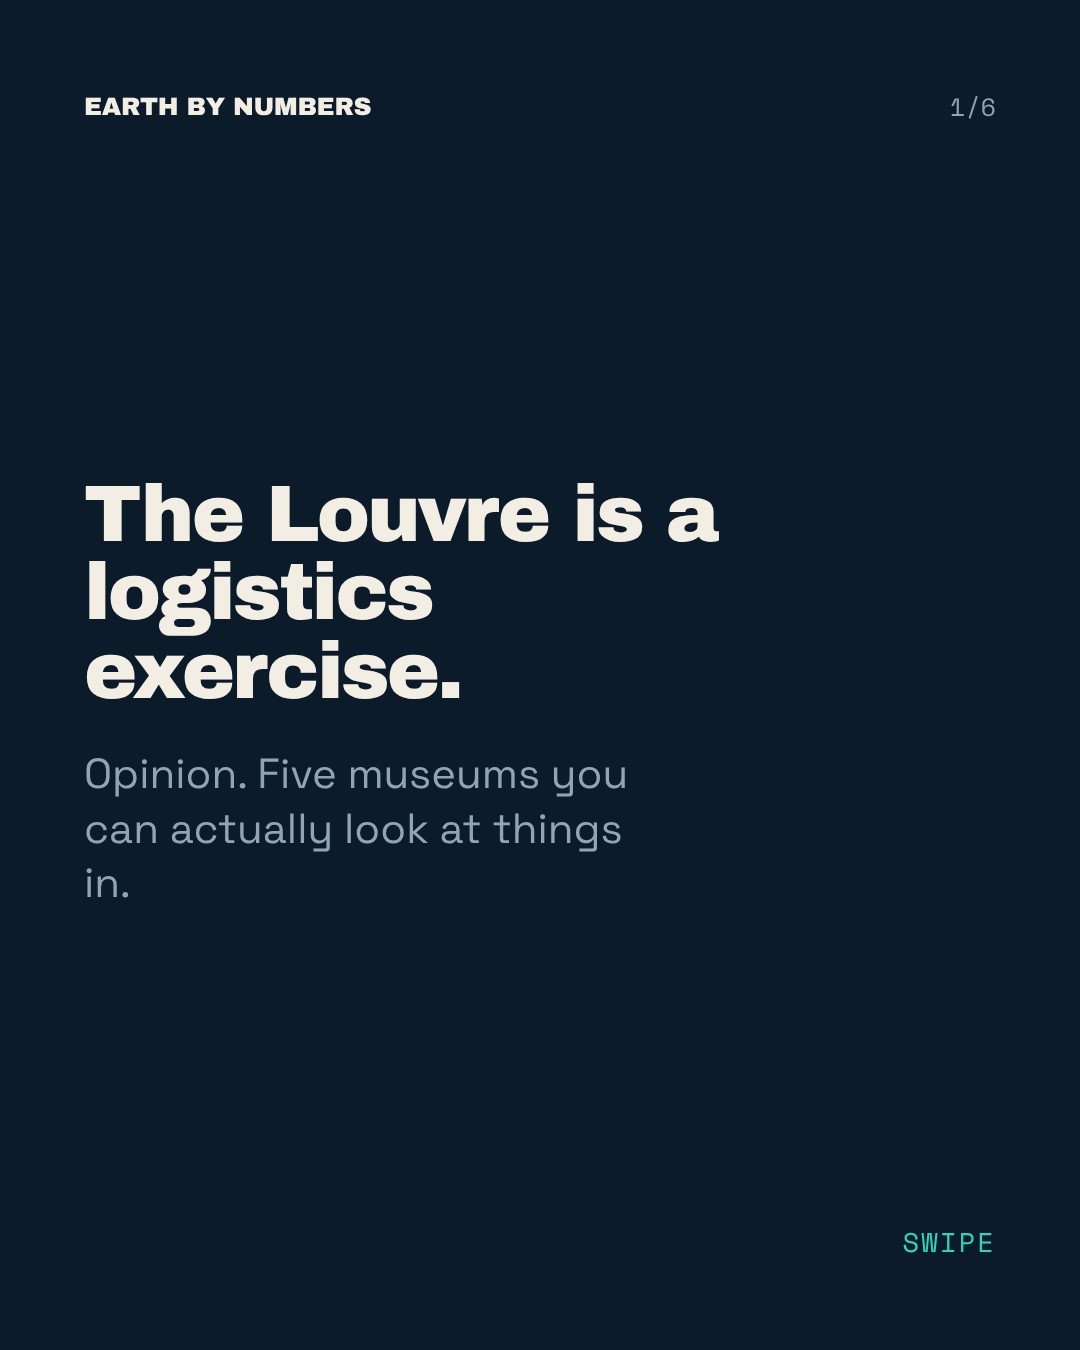 EARTH BY NUMBERS
1/6
The Louvre is a
logistics
exercise.
Opinion. Five museums you
can actually look at things
in.
SWIPE